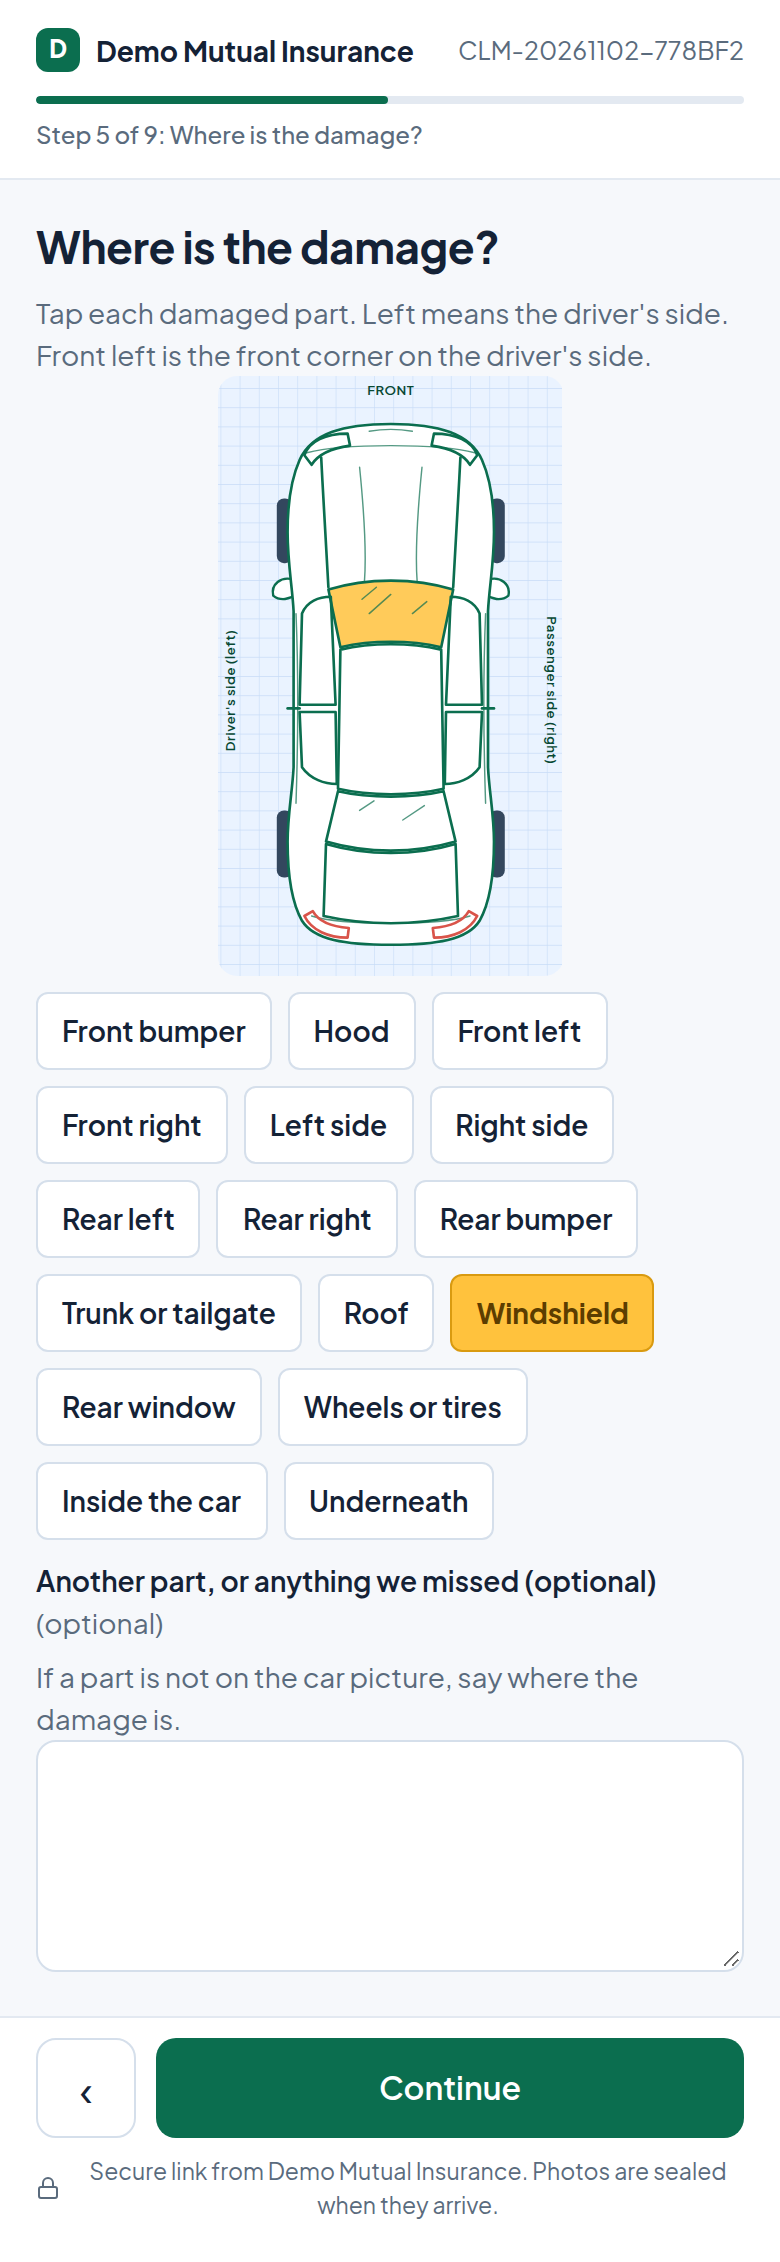 D Demo Mutual Insurance CLM-20261102-778BF2
Step 5 of 9: Where is the damage?
Where is the damage?
Tap each damaged part. Left means the driver's side.
Front left is the front corner on the driver's side.
FRONT
Driver's side (left)
Passenger side (right)
Front bumper Hood Front left
Front right Left side Right side
Rear left Rear right Rear bumper
Trunk or tailgate Roof Windshield
Rear window Wheels or tires
Inside the car Underneath
Another part, or anything we missed (optional)
(optional)
If a part is not on the car picture, say where the
damage is.
‹ Continue
Secure link from Demo Mutual Insurance. Photos are sealed
when they arrive.